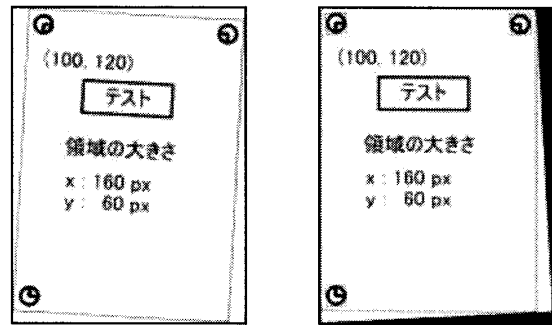 (100, 120)
テスト
領域の大きさ
x : 160 px
y : 60 px
(100, 120)
テスト
領域の大きさ
x : 160 px
y : 60 px